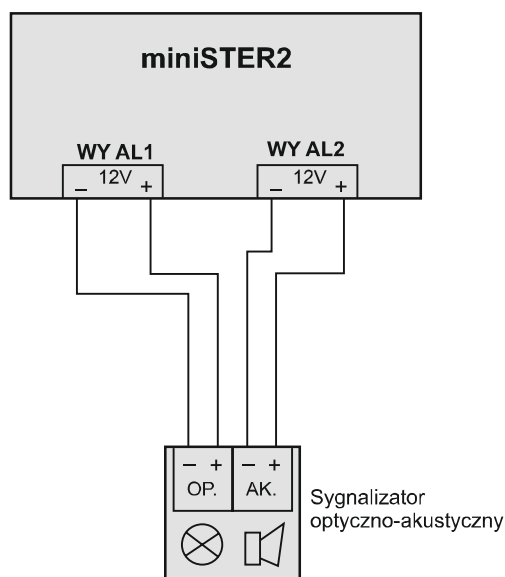 miniSTER2
WY AL1 WY AL2
12V 12V
– + – +
– + – +
OP. AK.
Sygnalizator
optyczno-akustyczny